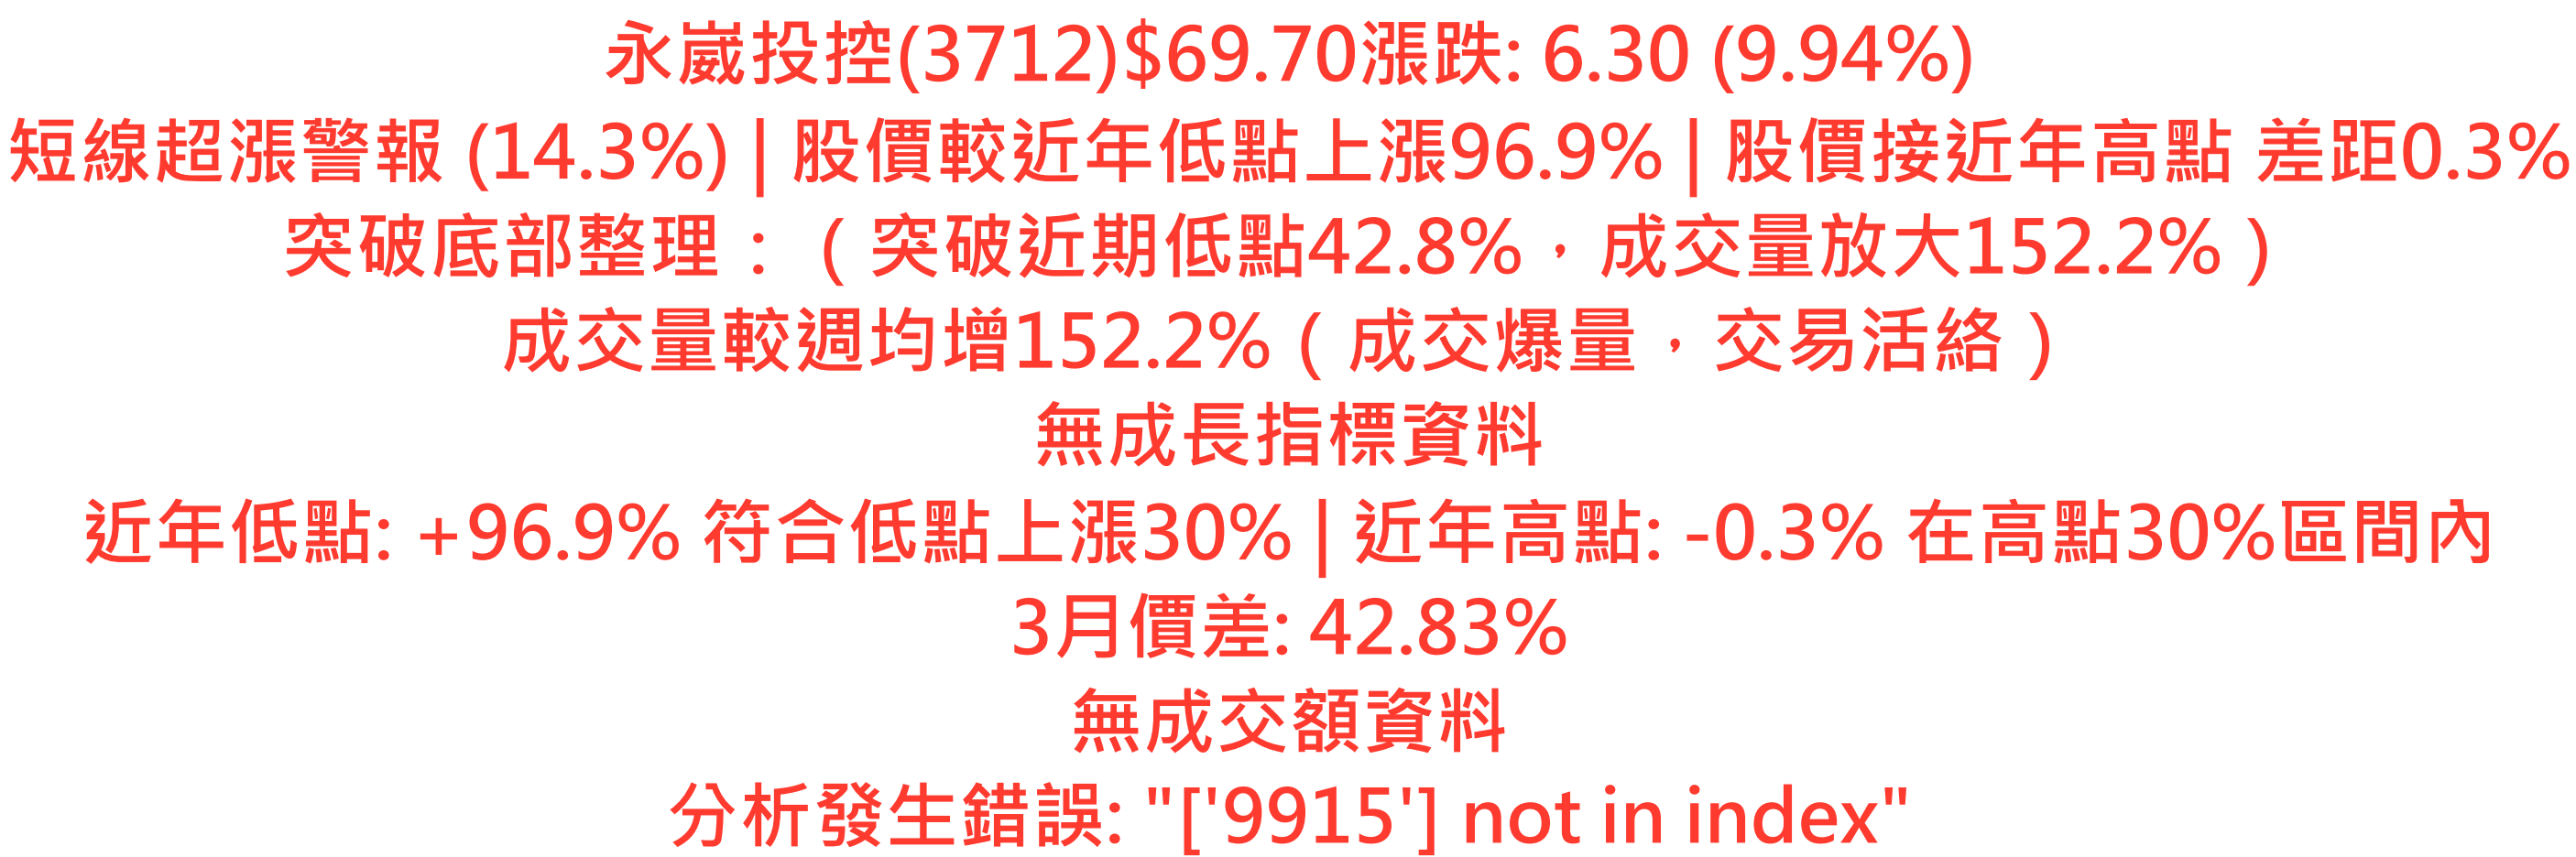 永崴投控(3712)$69.70漲跌: 6.30 (9.94%)
短線超漲警報 (14.3%) | 股價較近年低點上漲96.9% | 股價接近年高點 差距0.3%
突破底部整理：（突破近期低點42.8%，成交量放大152.2%）
成交量較週均增152.2%（成交爆量，交易活絡）
無成長指標資料
近年低點: +96.9% 符合低點上漲30% | 近年高點: -0.3% 在高點30%區間內
3月價差: 42.83%
無成交額資料
分析發生錯誤: "['9915'] not in index"